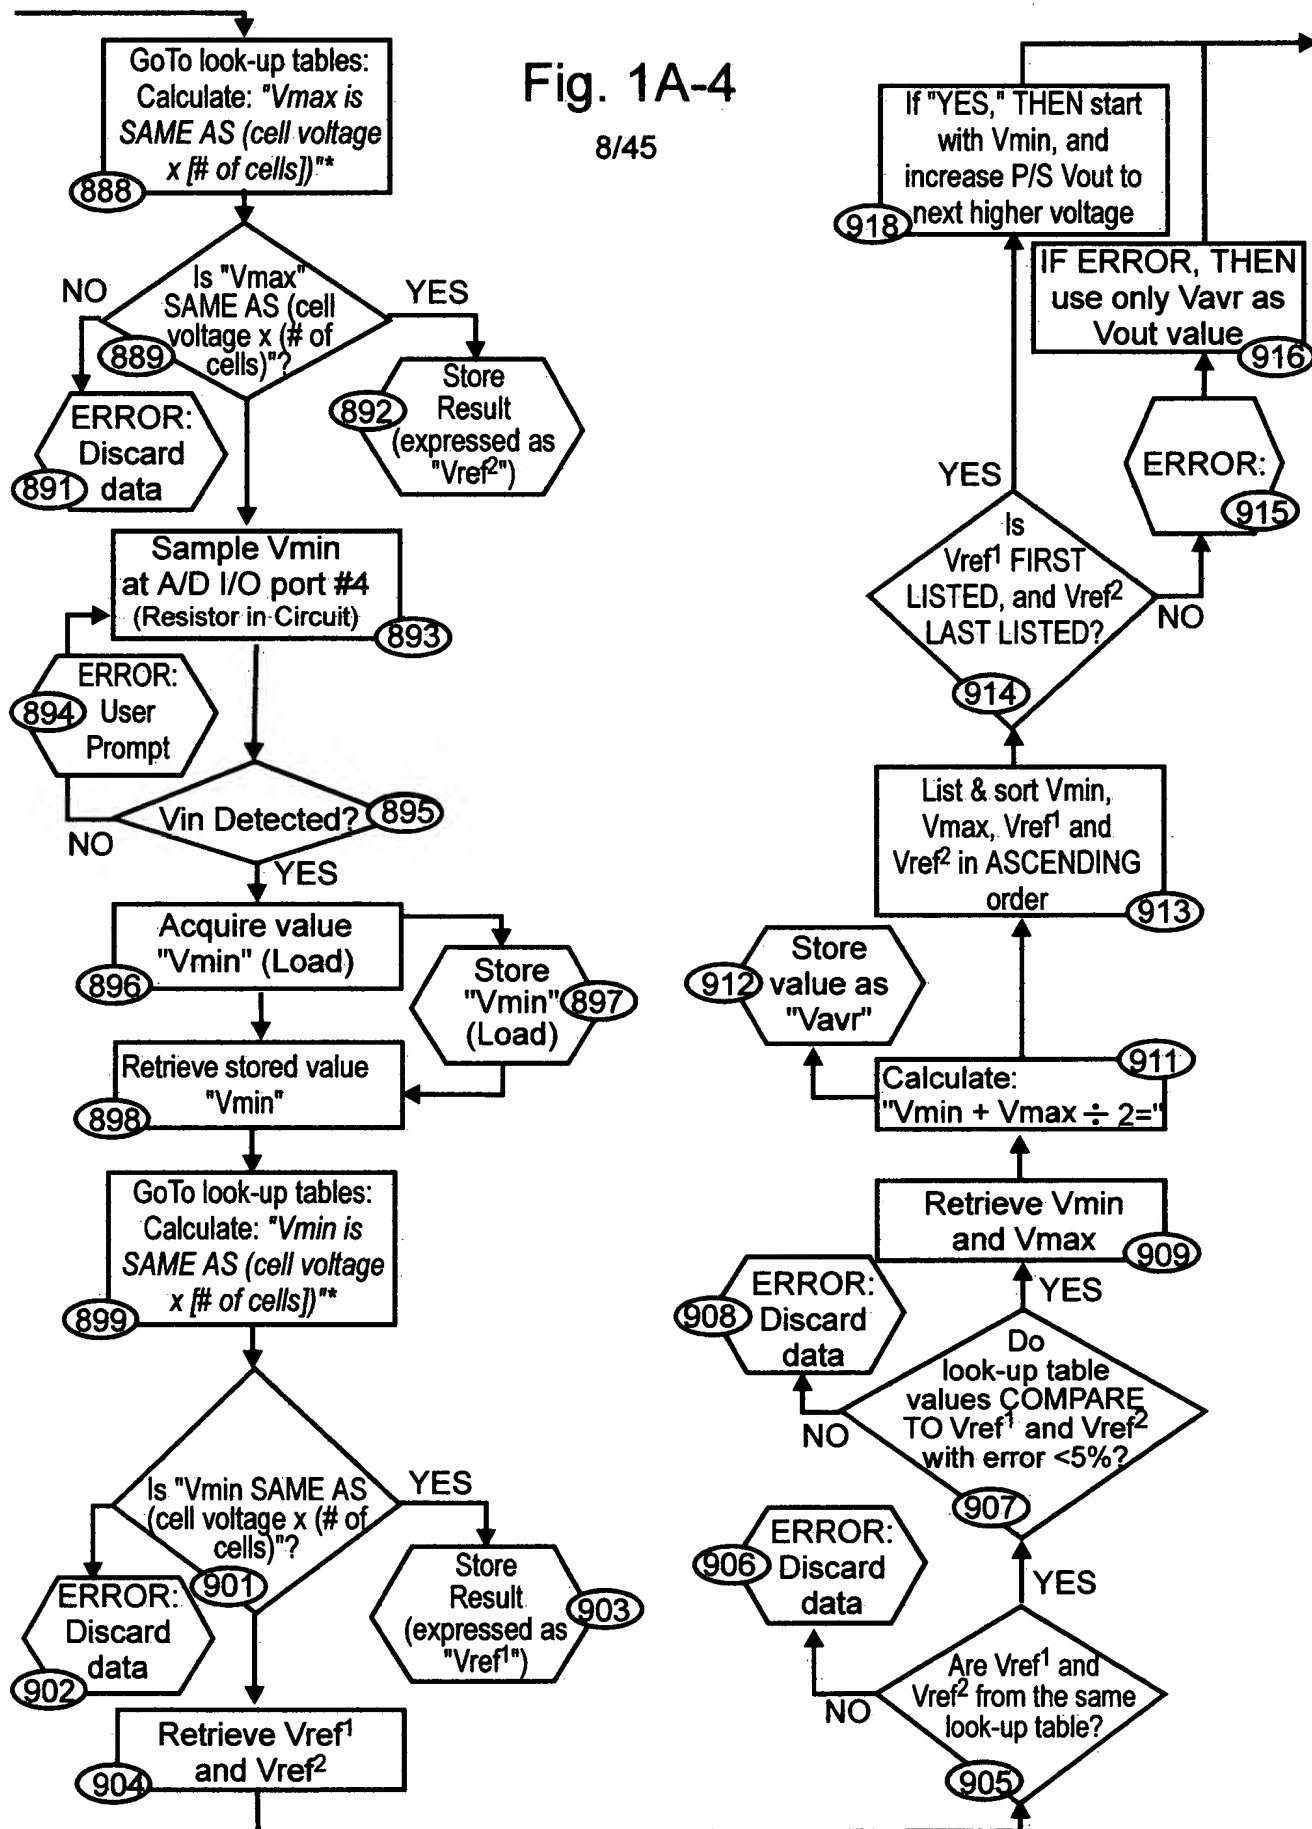 Fig. 1A-4
8/45
GoTo look-up tables:
Calculate: "Vmax is
SAME AS (cell voltage
x [# of cells])"*
888
Is "Vmax"
SAME AS (cell
voltage x (# of
cells)"?
889
NO
YES
ERROR:
Discard
data
891
Store
Result
(expressed as
"Vref²")
892
Sample Vmin
at A/D I/O port #4
(Resistor in Circuit)
893
ERROR:
User
Prompt
894
Vin Detected?
895
NO
YES
Acquire value
"Vmin" (Load)
896
Store
"Vmin"
(Load)
897
Retrieve stored value
"Vmin"
898
GoTo look-up tables:
Calculate: "Vmin is
SAME AS (cell voltage
x [# of cells])"*
899
Is "Vmin SAME AS
(cell voltage x (# of
cells)"?
901
YES
ERROR:
Discard
data
902
Store
Result
(expressed as
"Vref¹")
903
Retrieve Vref¹
and Vref²
904
If "YES," THEN start
with Vmin, and
increase P/S Vout to
next higher voltage
918
IF ERROR, THEN
use only Vavr as
Vout value
916
ERROR:
915
YES
Is
Vref¹ FIRST
LISTED, and Vref²
LAST LISTED?
914
NO
List & sort Vmin,
Vmax, Vref¹ and
Vref² in ASCENDING
order
913
Store
value as
"Vavr"
912
911
Calculate:
"Vmin + Vmax ÷ 2="
Retrieve Vmin
and Vmax
909
YES
ERROR:
Discard
data
908
Do
look-up table
values COMPARE
TO Vref¹ and Vref²
with error <5%?
907
NO
ERROR:
Discard
data
906
YES
Are Vref¹ and
Vref² from the same
look-up table?
905
NO